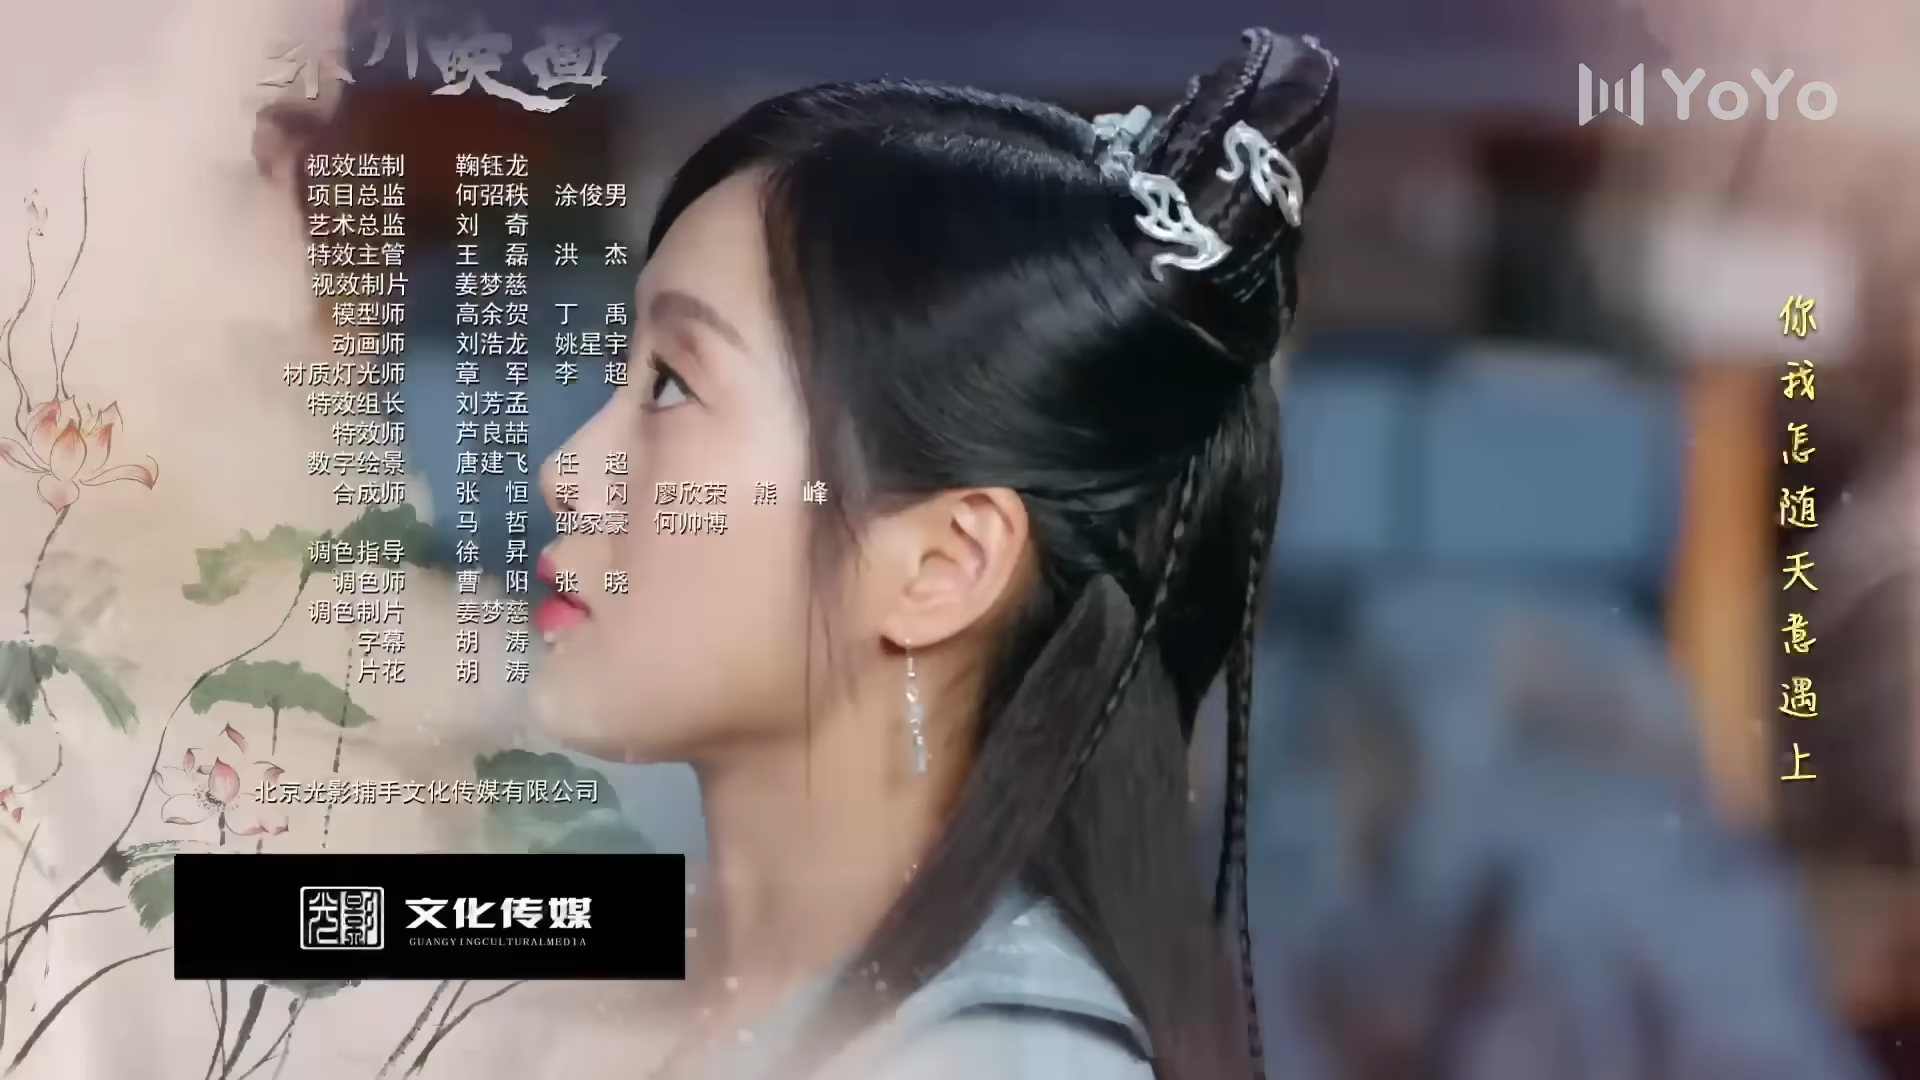 映画
YOYO
视效监制 鞠钰龙
项目总监 何弨秩 涂俊男
艺术总监 刘奇
特效主管 王磊 洪杰
视效制片 姜梦慈
模型师 高余贺 丁禹
动画师 刘浩龙 姚星宇
材质灯光师 章军 李超
特效组长 刘芳孟
特效师 芦良喆
数字绘景 唐建飞 任超
合成师 张恒 李闪 廖欣荣 熊峰
马哲 邵家豪 何帅博
调色指导 徐昇
调色师 曹阳 张晓
调色制片 姜梦慈
字幕 胡涛
片花 胡涛
北京光影捕手文化传媒有限公司
光影 文化传媒
GUANGYINGCULTURALMEDIA
你我怎随天意遇上